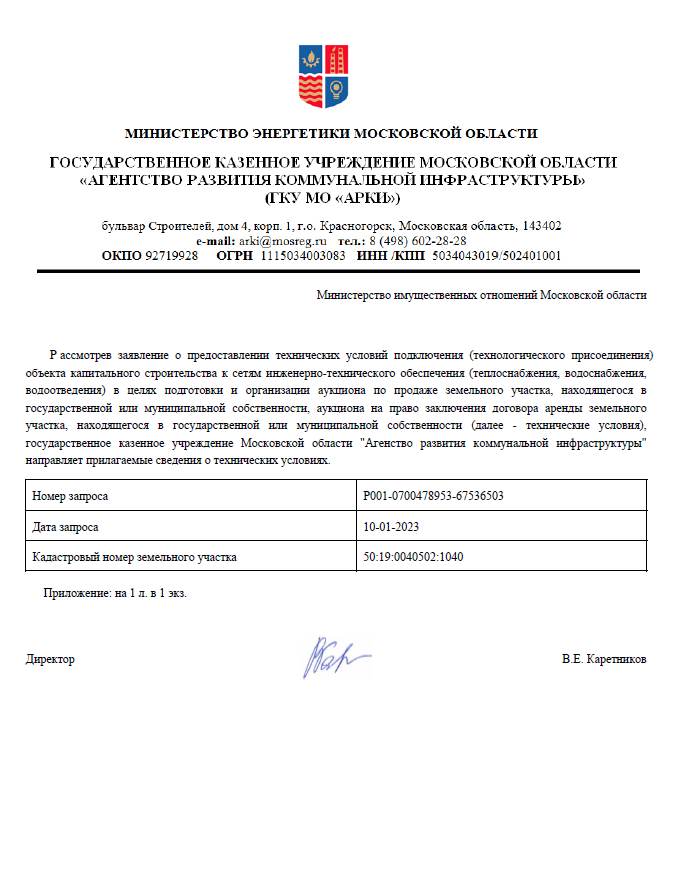 МИНИСТЕРСТВО ЭНЕРГЕТИКИ МОСКОВСКОЙ ОБЛАСТИ
ГОСУДАРСТВЕННОЕ КАЗЕННОЕ УЧРЕЖДЕНИЕ МОСКОВСКОЙ ОБЛАСТИ
«АГЕНТСТВО РАЗВИТИЯ КОММУНАЛЬНОЙ ИНФРАСТРУКТУРЫ»
(ГКУ МО «АРКИ»)
бульвар Строителей, дом 4, корп. 1, г.о. Красногорск, Московская область, 143402
e-mail: arki@mosreg.ru тел.: 8 (498) 602-28-28
ОКПО 92719928 ОГРН 1115034003083 ИНН /КПП 5034043019/502401001
Министерство имущественных отношений Московской области
Р ассмотрев заявление о предоставлении технических условий подключения (технологического присоединения)
объекта капитального строительства к сетям инженерно-технического обеспечения (теплоснабжения, водоснабжения,
водоотведения) в целях подготовки и организации аукциона по продаже земельного участка, находящегося в
государственной или муниципальной собственности, аукциона на право заключения договора аренды земельного
участка, находящегося в государственной или муниципальной собственности (далее - технические условия),
государственное казенное учреждение Московской области "Агенство развития коммунальной инфраструктуры"
направляет прилагаемые сведения о технических условиях.
Номер запроса P001-0700478953-67536503
Дата запроса 10-01-2023
Кадастровый номер земельного участка 50:19:0040502:1040
Приложение: на 1 л. в 1 экз.
Директор В.Е. Каретников